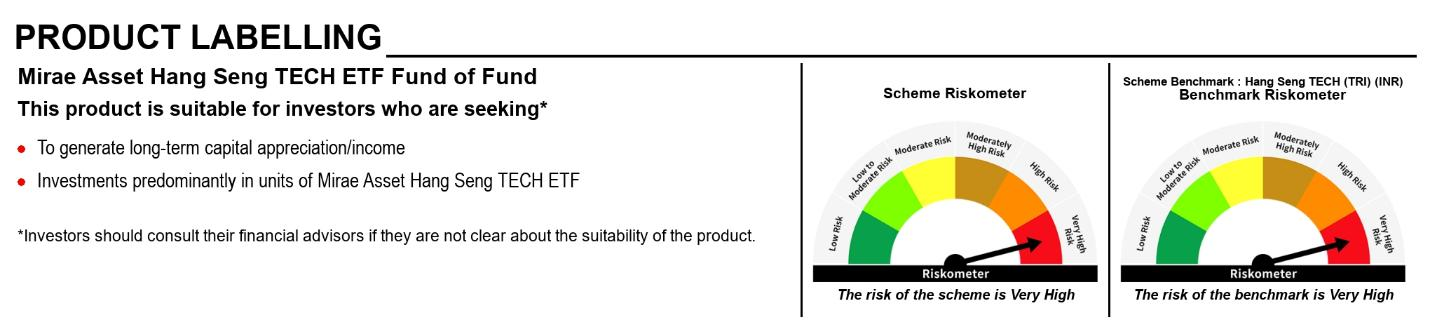 PRODUCT LABELLING
Mirae Asset Hang Seng TECH ETF Fund of Fund
This product is suitable for investors who are seeking*
To generate long-term capital appreciation/income
Investments predominantly in units of Mirae Asset Hang Seng TECH ETF
*Investors should consult their financial advisors if they are not clear about the suitability of the product.
Scheme Riskometer
Low Risk
Low to
Moderate Risk
Moderate Risk
Moderately
High Risk
High Risk
Very High
Risk
Riskometer
The risk of the scheme is Very High
Scheme Benchmark : Hang Seng TECH (TRI) (INR)
Benchmark Riskometer
Low Risk
Low to
Moderate Risk
Moderate Risk
Moderately
High Risk
High Risk
Very High
Risk
Riskometer
The risk of the benchmark is Very High